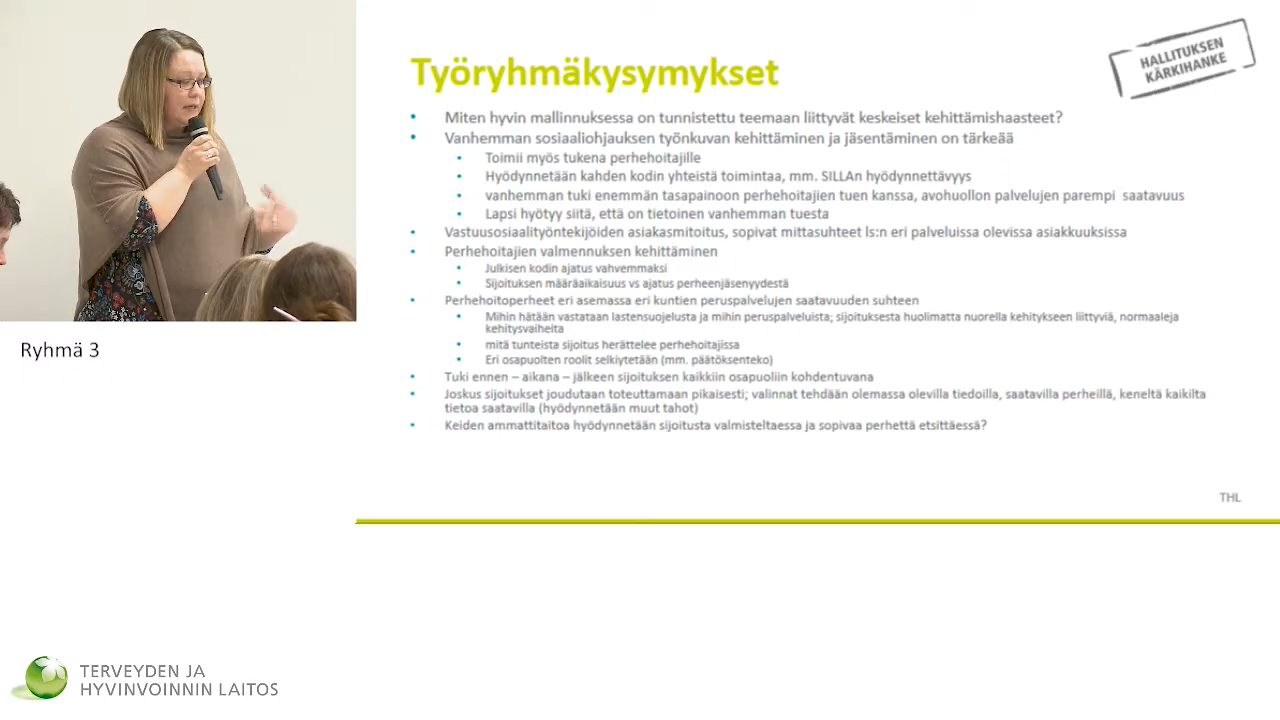 Työryhmäkysymykset
HALLITUKSEN
KÄRKIHANKE
• Miten hyvin mallinnuksessa on tunnistettu teemaan liittyvät keskeiset kehittämishaasteet?
• Vanhemman sosiaaliohjauksen työnkuvan kehittäminen ja jäsentäminen on tärkeää
• Toimii myös tukena perhehoitajille
• Hyödynnetään kahden kodin yhteistä toimintaa, mm. SILLAn hyödynnettävyys
• vanhemman tuki enemmän tasapainoon perhehoitajien tuen kanssa, avohuollon palvelujen parempi saatavuus
• Lapsi hyötyy siitä, että on tietoinen vanhemman tuesta
• Vastuusosiaalityöntekijöiden asiakasmitoitus, sopivat mittasuhteet ls:n eri palveluissa olevissa asiakkuuksissa
• Perhehoitajien valmennuksen kehittäminen
• Julkisen kodin ajatus vahvemmaksi
• Sijoituksen määräaikaisuus vs ajatus perheenjäsenyydestä
• Perhehoitoperheet eri asemassa eri kuntien peruspalvelujen saatavuuden suhteen
• Mihin hätään vastataan lastensuojelusta ja mihin peruspalveluista; sijoituksesta huolimatta nuorella kehitykseen liittyviä, normaaleja
kehitysvaiheita
• mitä tunteista sijoitus herättelee perhehoitajissa
• Eri osapuolten roolit selkiytetään (mm. päätöksenteko)
• Tuki ennen – aikana – jälkeen sijoituksen kaikkiin osapuoliin kohdentuvana
• Joskus sijoitukset joudutaan toteuttamaan pikaisesti; valinnat tehdään olemassa olevilla tiedoilla, saatavilla perheillä, keneltä kaikilta
tietoa saatavilla (hyödynnetään muut tahot)
• Keiden ammattitaitoa hyödynnetään sijoitusta valmisteltaessa ja sopivaa perhettä etsittäessä?
THL
Ryhmä 3
TERVEYDEN JA
HYVINVOINNIN LAITOS